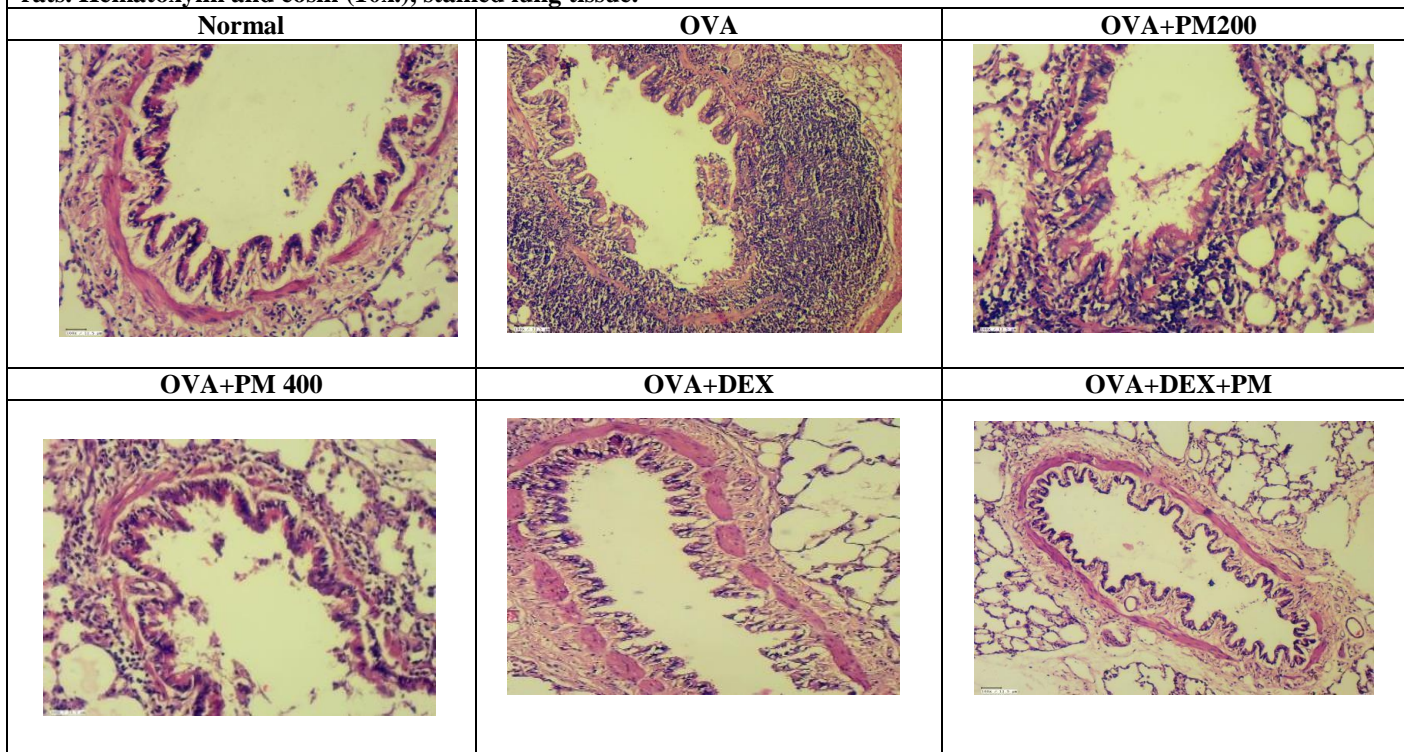 rats. Hematoxylin and eosin (10x.), stained lung tissue.
Normal OVA OVA+PM200
OVA+PM 400 OVA+DEX OVA+DEX+PM